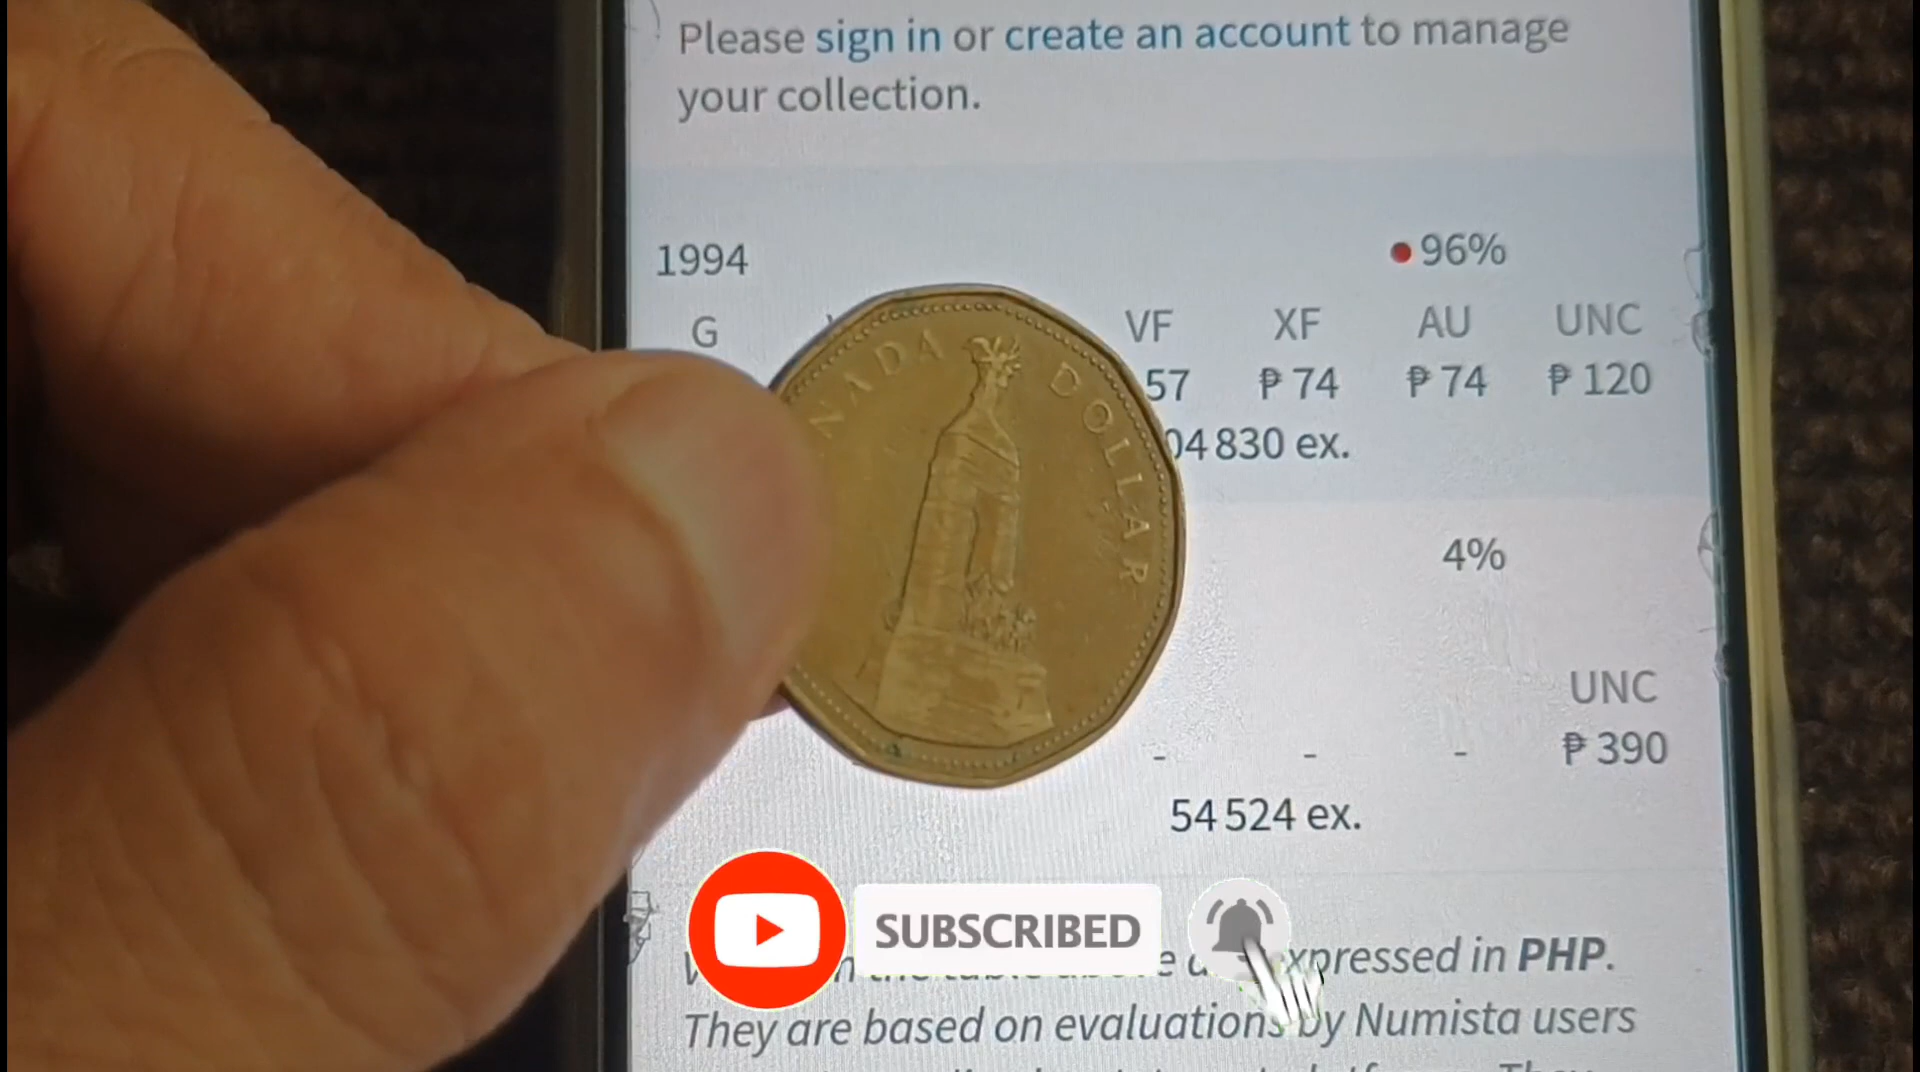 Please sign in or create an account to manage
your collection.
1994
96%
G VF XF AU UNC
57 ₱ 74 ₱ 74 ₱ 120
04 830 ex.
NADA DOLLAR
4%
UNC
- - - ₱ 390
54 524 ex.
SUBSCRIBED
expressed in PHP.
They are based on evaluations by Numista users